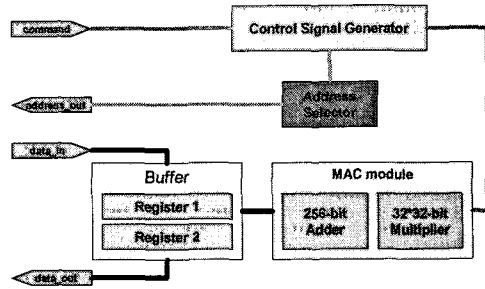 command
Control Signal Generator
address_out
Address
Selector
data_in
Buffer
Register 1
Register 2
MAC module
256-bit
Adder
32*32-bit
Multiplier
data_out